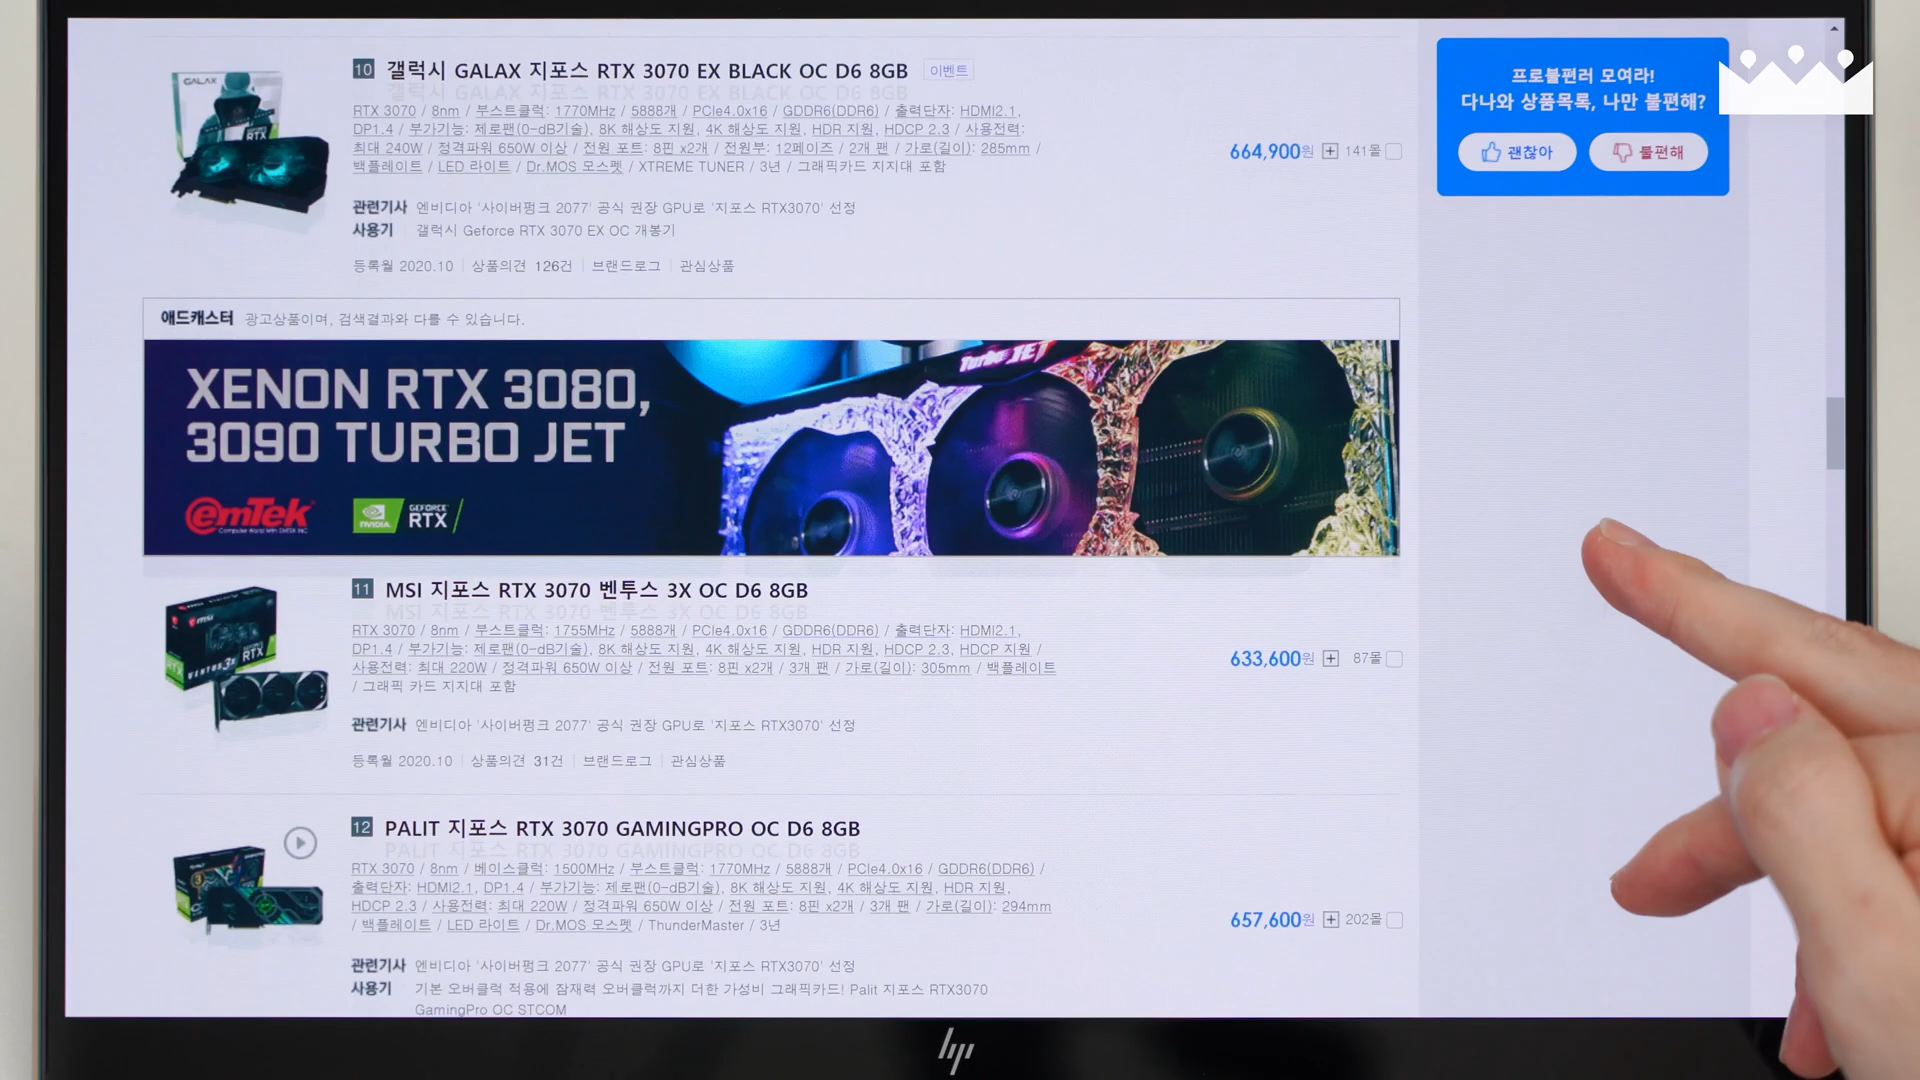 10 갤럭시 GALAX 지포스 RTX 3070 EX BLACK OC D6 8GB 이벤트
RTX 3070 / 8nm / 부스트클럭: 1770MHz / 5888개 / PCIe4.0x16 / GDDR6(DDR6) / 출력단자: HDMI2.1,
DP1.4 / 부가기능: 제로팬(0-dB기술), 8K 해상도 지원, 4K 해상도 지원, HDR 지원, HDCP 2.3 / 사용전력:
최대 240W / 정격파워 650W 이상 / 전원 포트: 8핀 x2개 / 전원부: 12페이즈 / 2개 팬 / 가로(길이): 285mm /
백플레이트 / LED 라이트 / Dr.MOS 모스펫 / XTREME TUNER / 3년 / 그래픽카드 지지대 포함
664,900원 141몰
관련기사 엔비디아 '사이버펑크 2077' 공식 권장 GPU로 '지포스 RTX3070' 선정
사용기 갤럭시 Geforce RTX 3070 EX OC 개봉기
등록월 2020.10 상품의견 126건 브랜드로그 관심상품
GALAX
RTX
프로불편러 모여라!
다나와 상품목록, 나만 불편해?
괜찮아 불편해
애드캐스터 광고상품이며, 검색결과와 다를 수 있습니다.
XENON RTX 3080,
3090 TURBO JET
emTek
NVIDIA GEFORCE RTX
Turbo JET
11 MSI 지포스 RTX 3070 벤투스 3X OC D6 8GB
RTX 3070 / 8nm / 부스트클럭: 1755MHz / 5888개 / PCIe4.0x16 / GDDR6(DDR6) / 출력단자: HDMI2.1,
DP1.4 / 부가기능: 제로팬(0-dB기술), 8K 해상도 지원, 4K 해상도 지원, HDR 지원, HDCP 2.3, HDCP 지원 /
사용전력: 최대 220W / 정격파워 650W 이상 / 전원 포트: 8핀 x2개 / 3개 팬 / 가로(길이): 305mm / 백플레이트
/ 그래픽 카드 지지대 포함
633,600원 87몰
관련기사 엔비디아 '사이버펑크 2077' 공식 권장 GPU로 '지포스 RTX3070' 선정
등록월 2020.10 상품의견 31건 브랜드로그 관심상품
msi
VENTUS 3X
RTX
12 PALIT 지포스 RTX 3070 GAMINGPRO OC D6 8GB
RTX 3070 / 8nm / 베이스클럭: 1500MHz / 부스트클럭: 1770MHz / 5888개 / PCIe4.0x16 / GDDR6(DDR6) /
출력단자: HDMI2.1, DP1.4 / 부가기능: 제로팬(0-dB기술), 8K 해상도 지원, 4K 해상도 지원, HDR 지원,
HDCP 2.3 / 사용전력: 최대 220W / 정격파워 650W 이상 / 전원 포트: 8핀 x2개 / 3개 팬 / 가로(길이): 294mm
/ 백플레이트 / LED 라이트 / Dr.MOS 모스펫 / ThunderMaster / 3년
657,600원 202몰
관련기사 엔비디아 '사이버펑크 2077' 공식 권장 GPU로 '지포스 RTX3070' 선정
사용기 기본 오버클럭 적용에 잠재력 오버클럭까지 더한 가성비 그래픽카드! Palit 지포스 RTX3070
GamingPro OC STCOM
hp